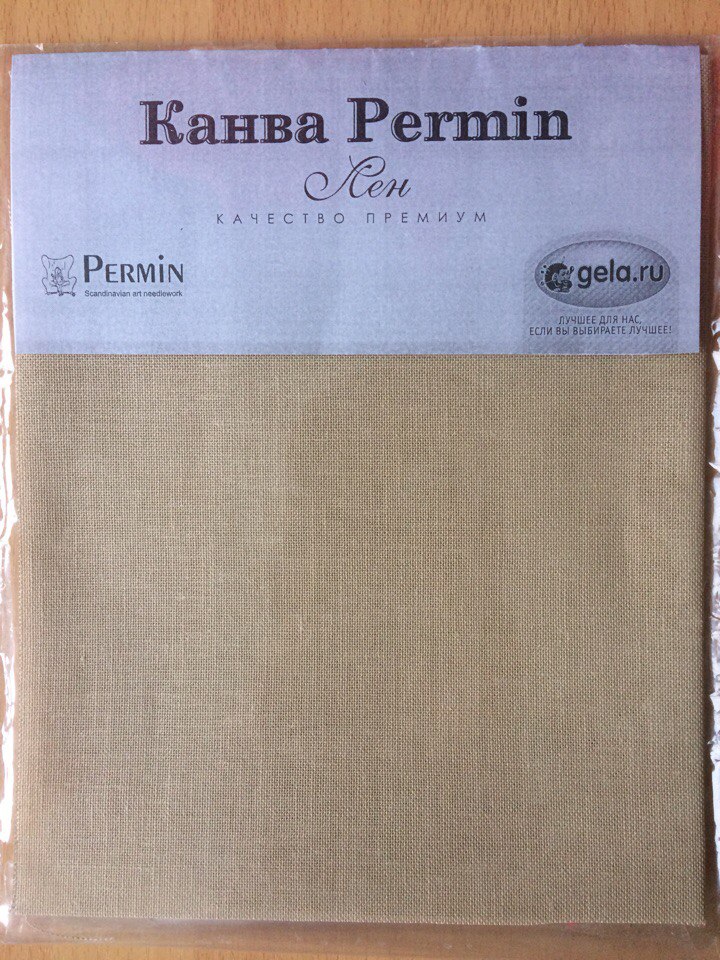 Канва Permin
Лен
КАЧЕСТВО ПРЕМИУМ
PERMIN
Scandinavian art needlework
gela.ru
ЛУЧШЕЕ ДЛЯ НАС,
ЕСЛИ ВЫ ВЫБИРАЕТЕ ЛУЧШЕЕ!